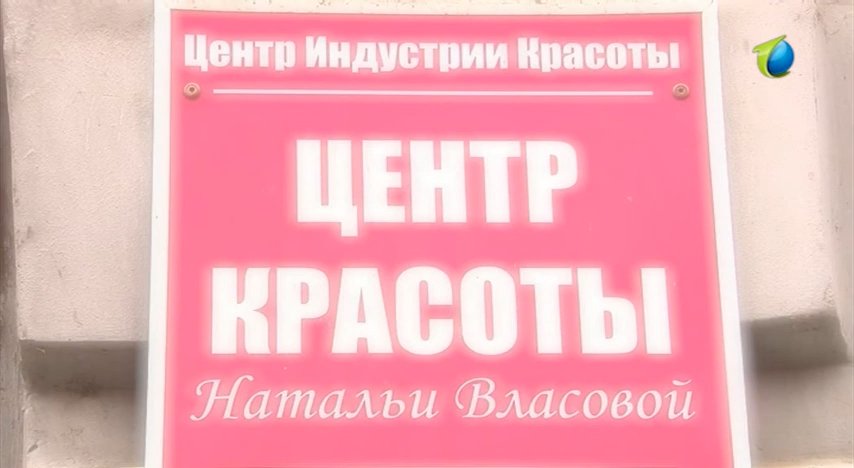 Центр Индустрии Красоты
ЦЕНТР
КРАСОТЫ
Натальи Власовой